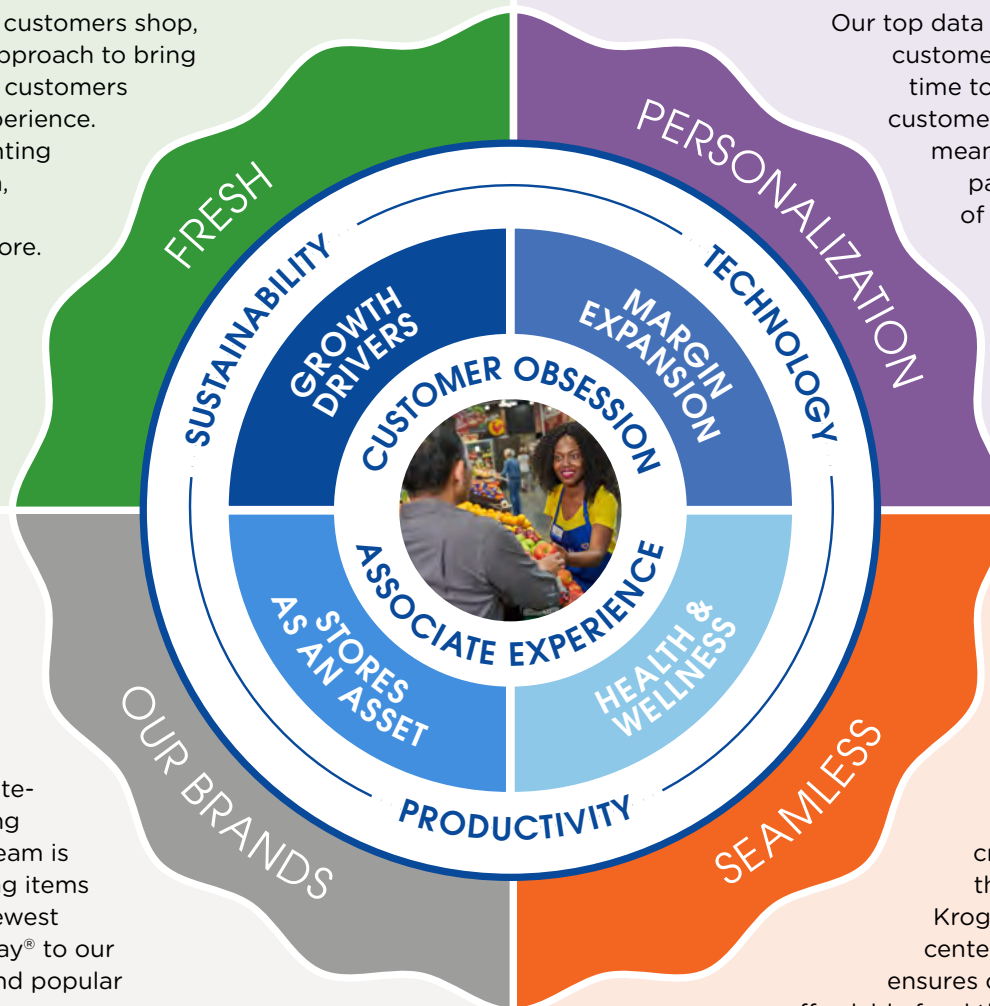 customers shop,
pproach to bring
customers
perience.
nting
,
ore.
Our top data
custome
time to
custome
mean
pa
of
FRESH
PERSONALIZATION
SUSTAINABILITY
TECHNOLOGY
GROWTH
DRIVERS
MARGIN
EXPANSION
CUSTOMER OBSESSION
ASSOCIATE EXPERIENCE
STORES
AS AN ASSET
HEALTH &
WELLNESS
PRODUCTIVITY
OUR BRANDS
SEAMLESS
te-
ng
eam is
ng items
ewest
ay® to our
nd popular
cr
th
Krog
cente
ensures